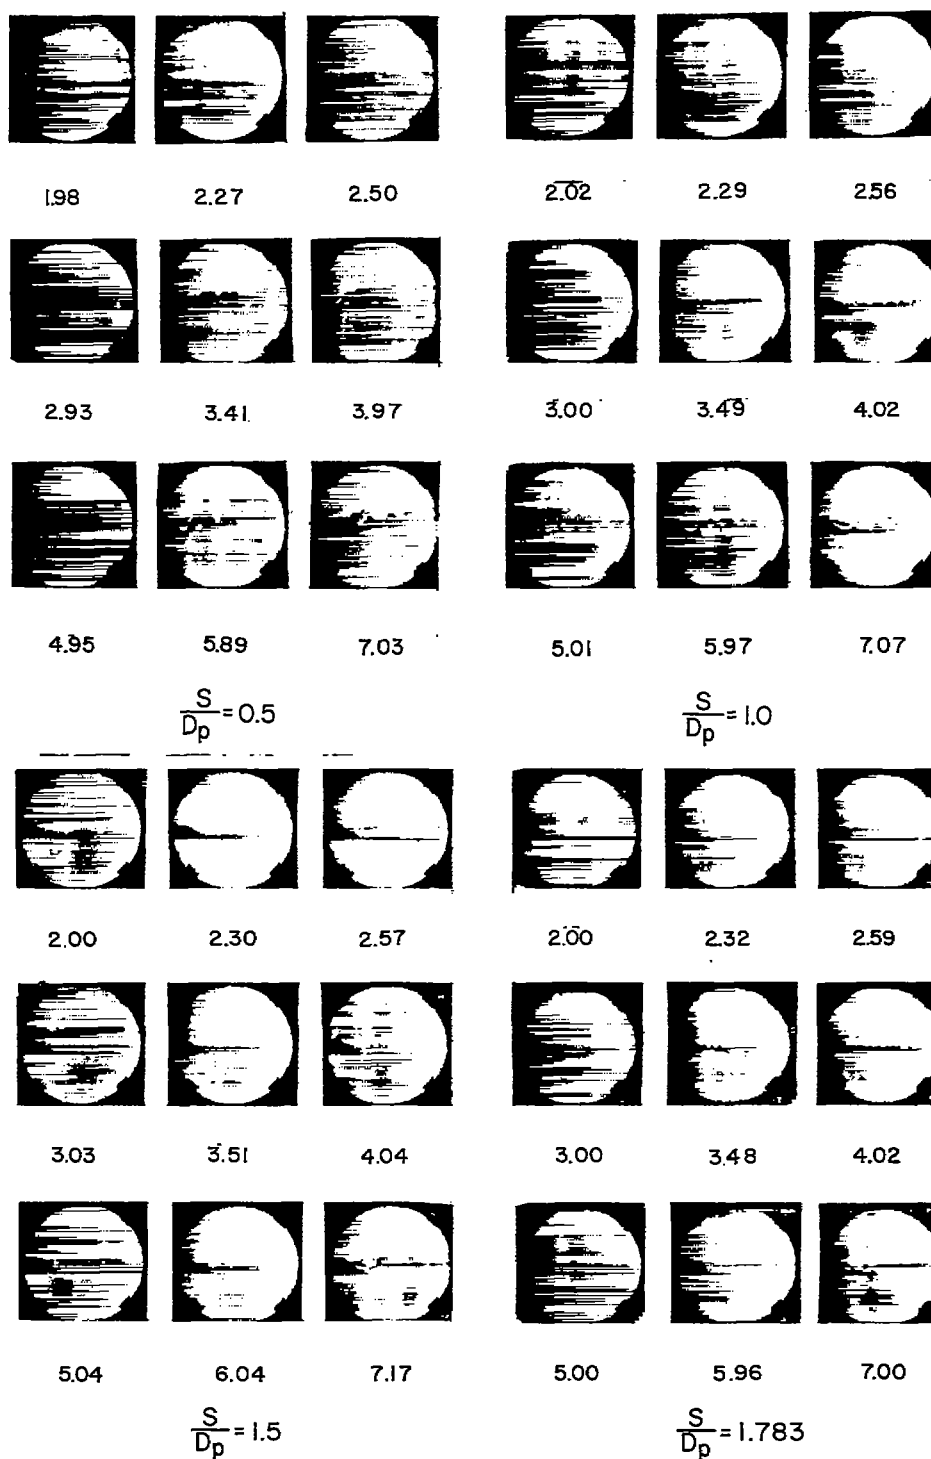 1.98 2.27 2.50
2.93 3.41 3.97
4.95 5.89 7.03
S/Dp = 0.5
2.02 2.29 2.56
3.00 3.49 4.02
5.01 5.97 7.07
S/Dp = 1.0
2.00 2.30 2.57
3.03 3.51 4.04
5.04 6.04 7.17
S/Dp = 1.5
2.00 2.32 2.59
3.00 3.48 4.02
5.00 5.96 7.00
S/Dp = 1.783